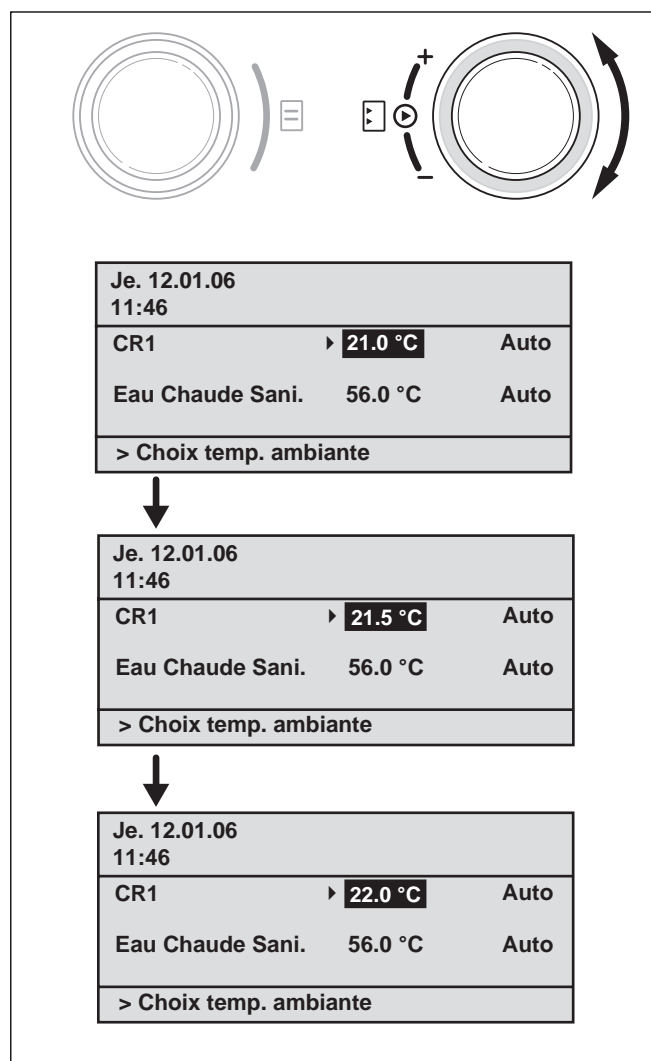 +
−
Je. 12.01.06
11:46
CR1 21.0 °C Auto
Eau Chaude Sani. 56.0 °C Auto
> Choix temp. ambiante
Je. 12.01.06
11:46
CR1 21.5 °C Auto
Eau Chaude Sani. 56.0 °C Auto
> Choix temp. ambiante
Je. 12.01.06
11:46
CR1 22.0 °C Auto
Eau Chaude Sani. 56.0 °C Auto
> Choix temp. ambiante